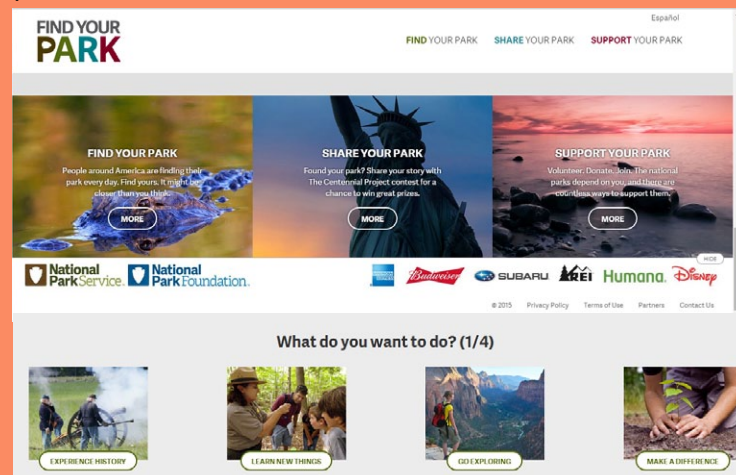 Español
FIND YOUR
PARK
FIND YOUR PARK SHARE YOUR PARK SUPPORT YOUR PARK
FIND YOUR PARK
People around America are finding their
park every day. Find yours. It might be
closer than you think.
MORE
SHARE YOUR PARK
Found your park? Share your story with
The Centennial Project contest for a
chance to win great prizes.
MORE
SUPPORT YOUR PARK
Volunteer. Donate. Join. The national
parks depend on you, and there are
countless ways to support them.
MORE
HIDE
National
Park Service.
National
Park Foundation.
Budweiser
SUBARU
REI
Humana.
Disney
© 2015 Privacy Policy Terms of Use Partners Contact Us
What do you want to do? (1/4)
EXPERIENCE HISTORY
LEARN NEW THINGS
GO EXPLORING
MAKE A DIFFERENCE